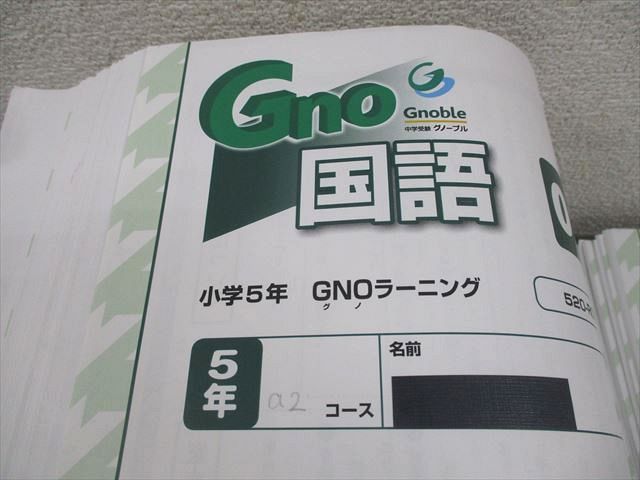 Gno
Gnoble
中学受験 グノーブル
国語
小学5年 GNOラーニング
グノ
520-
5年
a2 コース
名前